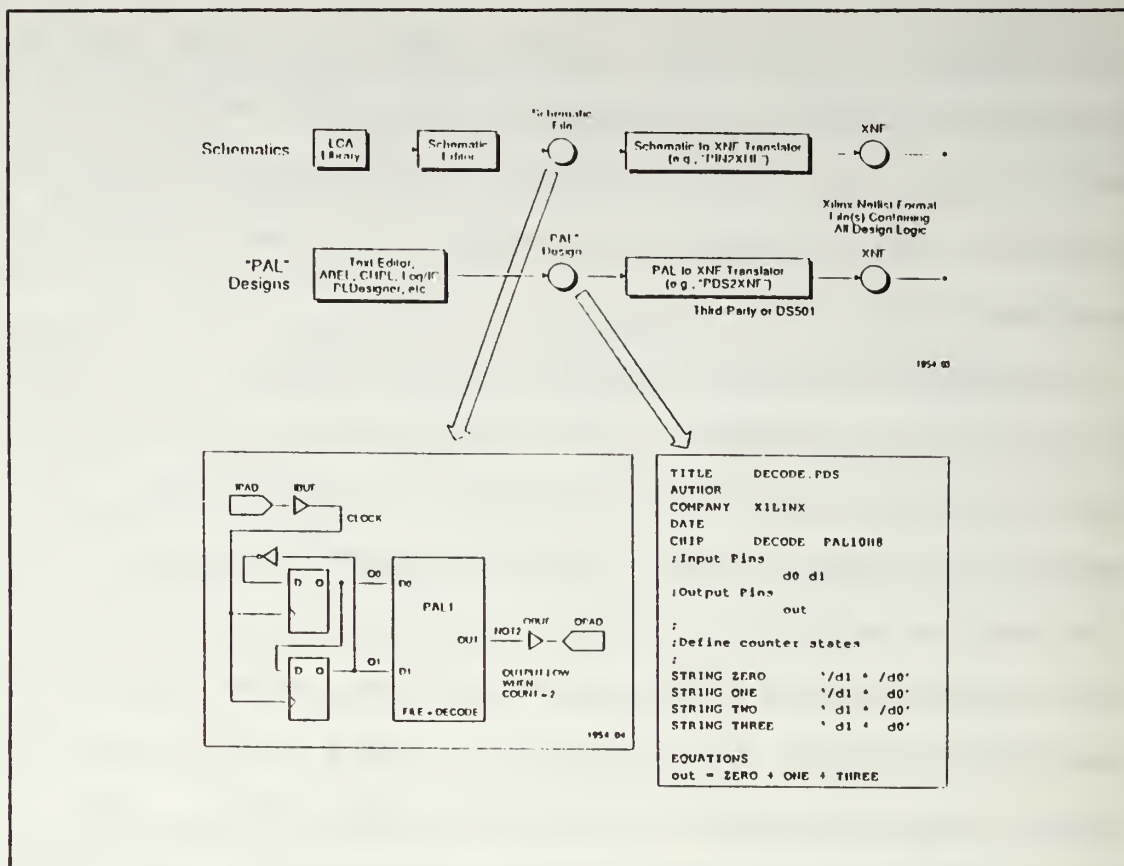 Schematics
LCA
Library
Schematic
Editor
Schematic
File
Schematic to XNF Translator
(e.g., "PIN2XNF")
XNF
Xilinx Netlist Format
File(s) Containing
All Design Logic
"PAL"
Designs
Text Editor,
ABEL, CUPL, Log/IC
PLDesigner, etc
"PAL"
Design
PAL to XNF Translator
(e.g., "PDS2XNF")
Third Party or DS501
XNF
1954 03
IPAD
IBUF
CLOCK
D Q
Q0
D0
PAL1
OUT
NOT2
OBUF
OPAD
D Q
Q1
D1
OUTPUT LOW
WHEN
COUNT = 2
FILE = DECODE
1954 04
TITLE DECODE.PDS
AUTHOR
COMPANY XILINX
DATE
CHIP DECODE PAL10H8
;Input Pins
d0 d1
;Output Pins
out
;
;Define counter states
;
STRING ZERO '/d1 * /d0'
STRING ONE '/d1 * d0'
STRING TWO ' d1 * /d0'
STRING THREE ' d1 * d0'
EQUATIONS
out = ZERO + ONE + THREE